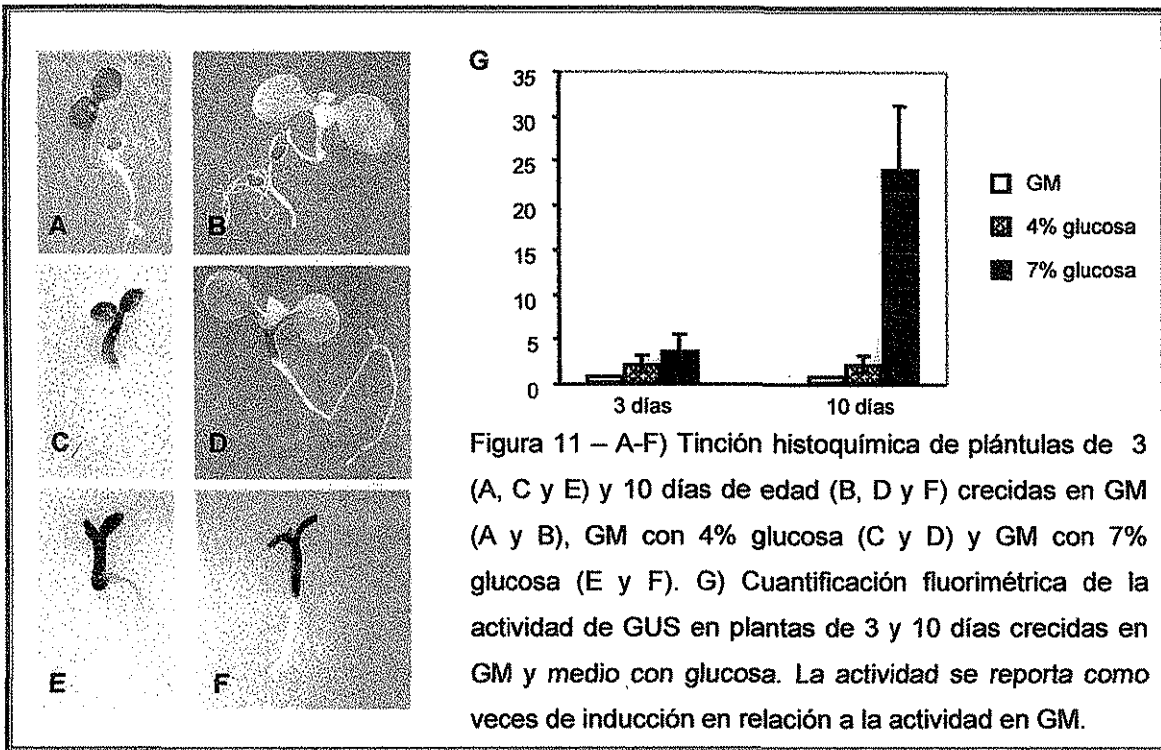 A
B
C
D
E
F
G
35
30
25
20
15
10
5
0
3 días
10 días
GM
4% glucosa
7% glucosa
Figura 11 – A-F) Tinción histoquímica de plántulas de 3
(A, C y E) y 10 días de edad (B, D y F) crecidas en GM
(A y B), GM con 4% glucosa (C y D) y GM con 7%
glucosa (E y F). G) Cuantificación fluorimétrica de la
actividad de GUS en plantas de 3 y 10 días crecidas en
GM y medio con glucosa. La actividad se reporta como
veces de inducción en relación a la actividad en GM.